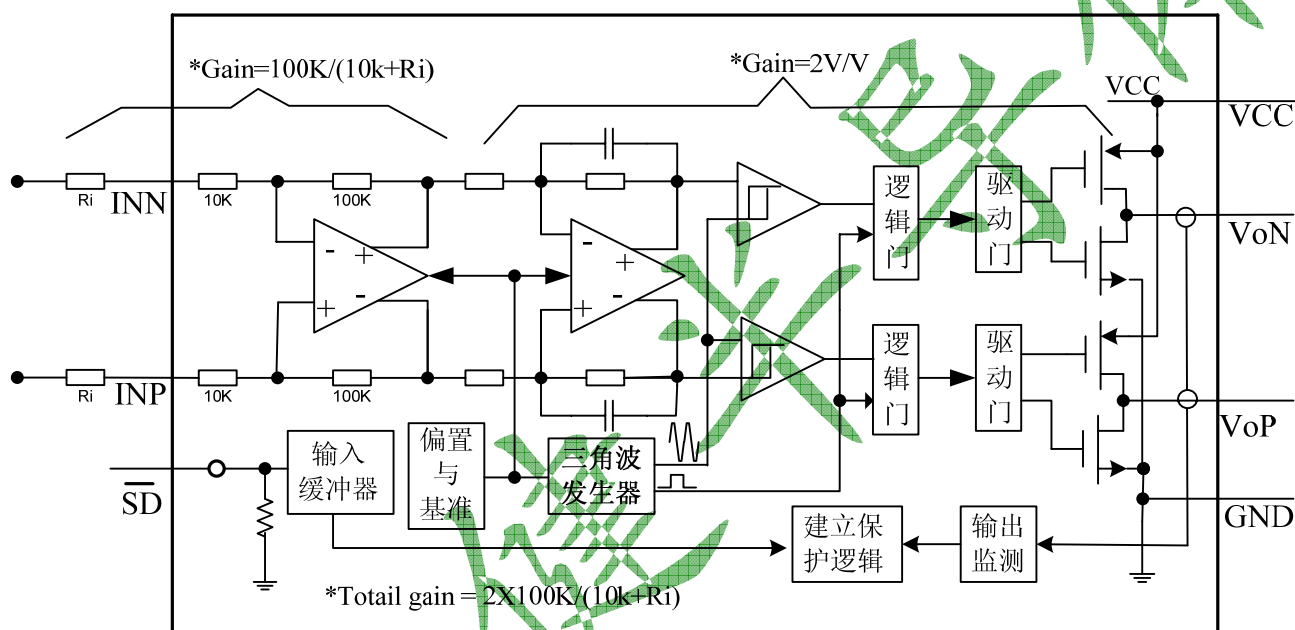 *Gain=100K/(10k+Ri)
*Gain=2V/V
VCC
VCC
Ri
INN
10K
100K
- +
+ -
- +
+ -
逻辑门
驱动门
VoN
Ri
INP
10K
100K
逻辑门
驱动门
VoP
SD
输入
缓冲器
偏置
与
基准
三角波
发生器
GND
建立保
护逻辑
输出
监测
*Totail gain = 2X100K/(10k+Ri)